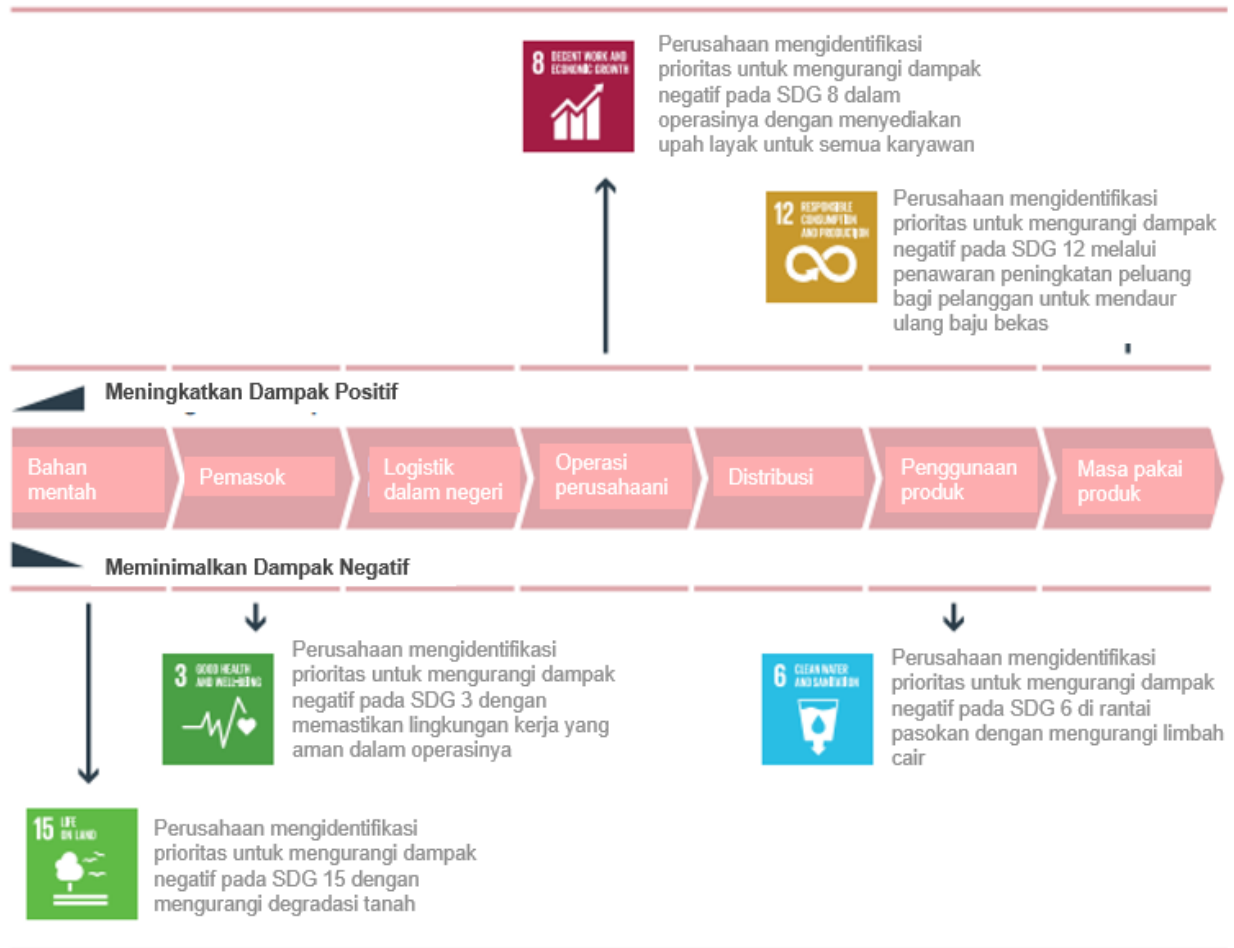 8 DECENT WORK AND
ECONOMIC GROWTH
Perusahaan mengidentifikasi
prioritas untuk mengurangi dampak
negatif pada SDG 8 dalam
operasinya dengan menyediakan
upah layak untuk semua karyawan
12 RESPONSIBLE
CONSUMPTION
AND PRODUCTION
Perusahaan mengidentifikasi
prioritas untuk mengurangi dampak
negatif pada SDG 12 melalui
penawaran peningkatan peluang
bagi pelanggan untuk mendaur
ulang baju bekas
Meningkatkan Dampak Positif
Bahan
mentah
Pemasok
Logistik
dalam negeri
Operasi
perusahaani
Distribusi
Penggunaan
produk
Masa pakai
produk
Meminimalkan Dampak Negatif
3 GOOD HEALTH
AND WELL-BEING
Perusahaan mengidentifikasi
prioritas untuk mengurangi dampak
negatif pada SDG 3 dengan
memastikan lingkungan kerja yang
aman dalam operasinya
6 CLEAN WATER
AND SANITATION
Perusahaan mengidentifikasi
prioritas untuk mengurangi dampak
negatif pada SDG 6 di rantai
pasokan dengan mengurangi limbah
cair
15 LIFE
ON LAND
Perusahaan mengidentifikasi
prioritas untuk mengurangi dampak
negatif pada SDG 15 dengan
mengurangi degradasi tanah